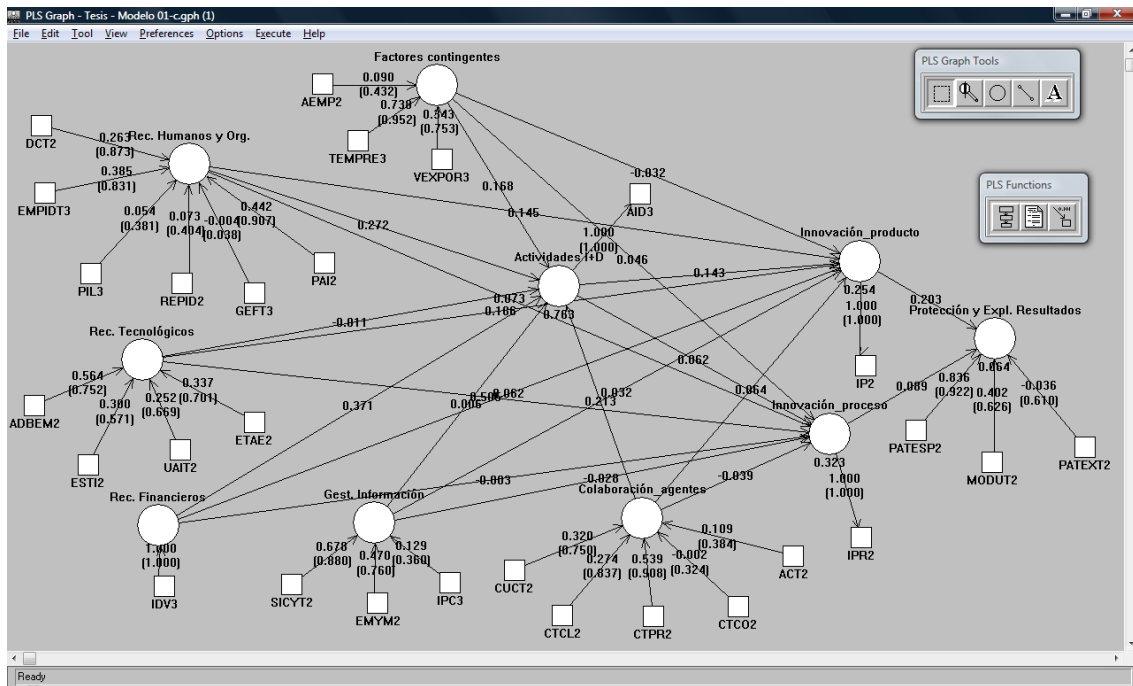 PLS Graph - Tesis - Modelo 01-c.gph (1)
File Edit Tool View Preferences Options Execute Help
PLS Graph Tools
A
PLS Functions
Factores contingentes
0.090
(0.432)
AEMP2
0.738
(0.952)
TEMPRE3
0.343
(0.753)
VEXPOR3
DCT2
0.263
(0.873)
Rec. Humanos y Org.
EMPIDT3
0.385
(0.831)
0.054
(0.381)
PIL3
0.073
(0.404)
REPID2
-0.004
(0.038)
GEFT3
0.442
(0.907)
PAI2
0.168
0.145
0.272
0.046
-0.032
AID3
1.000
(1.000)
Actividades I+D
0.763
0.143
Innovación_producto
0.254
1.000
(1.000)
IP2
0.203
Protección y Expl. Resultados
0.064
0.089
0.836
(0.922)
PATESP2
0.402
(0.626)
MODUT2
-0.036
(0.610)
PATEXT2
Rec. Tecnológicos
-0.011
0.073
0.186
0.564
(0.752)
ADBEM2
(0.571)
ESTI2
0.252
(0.669)
UAIT2
0.337
(0.701)
ETAE2
0.371
0.006
0.062
0.032
0.213
0.062
0.064
Innovación_proceso
0.323
1.000
(1.000)
IPR2
Rec. Financieros
1.000
(1.000)
IDV3
-0.003
Gest. Información
-0.028
0.678
(0.880)
SICYT2
0.470
(0.760)
EMYM2
0.129
(0.360)
IPC3
Colaboración_agentes
-0.039
0.320
(0.750)
CUCT2
0.274
(0.837)
CTCL2
0.539
(0.908)
CTPR2
-0.002
(0.324)
CTCO2
0.109
(0.384)
ACT2
Ready